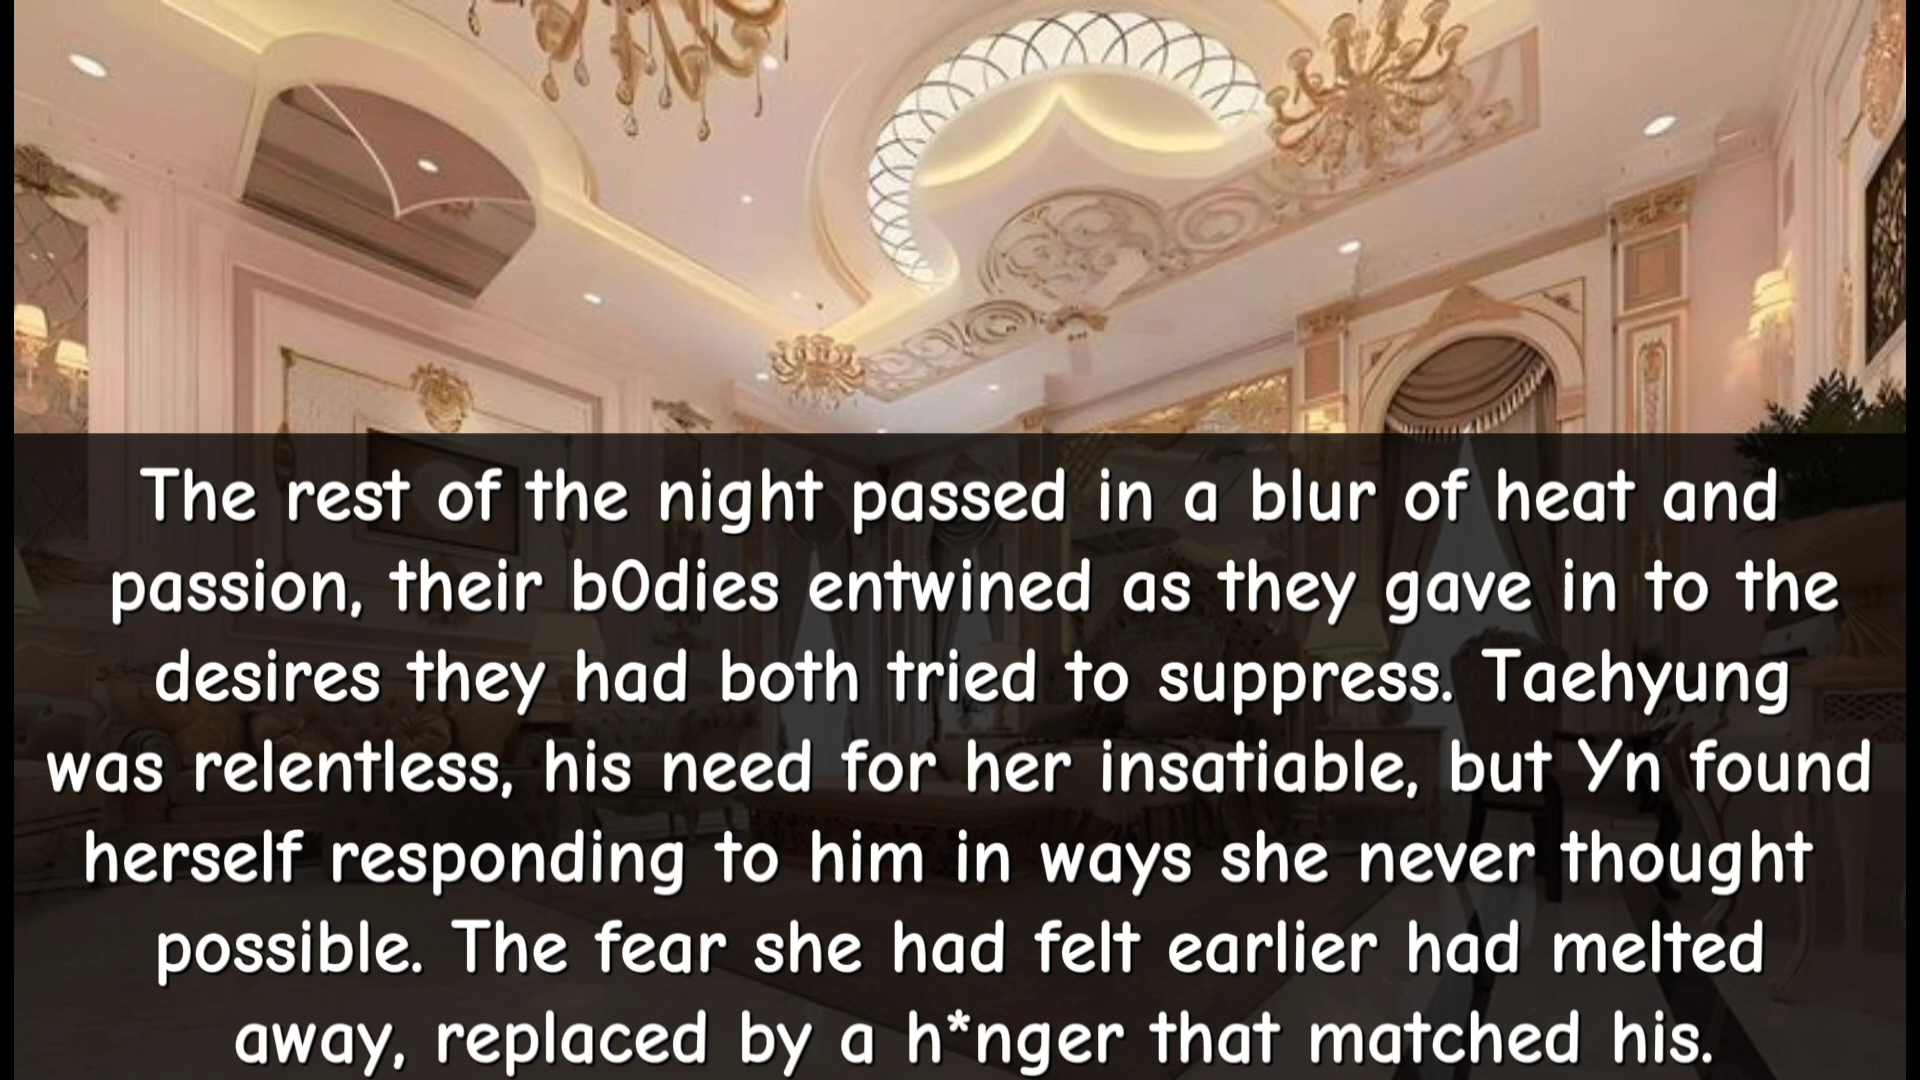 The rest of the night passed in a blur of heat and
passion, their b0dies entwined as they gave in to the
desires they had both tried to suppress. Taehyung
was relentless, his need for her insatiable, but Yn found
herself responding to him in ways she never thought
possible. The fear she had felt earlier had melted
away, replaced by a h*nger that matched his.